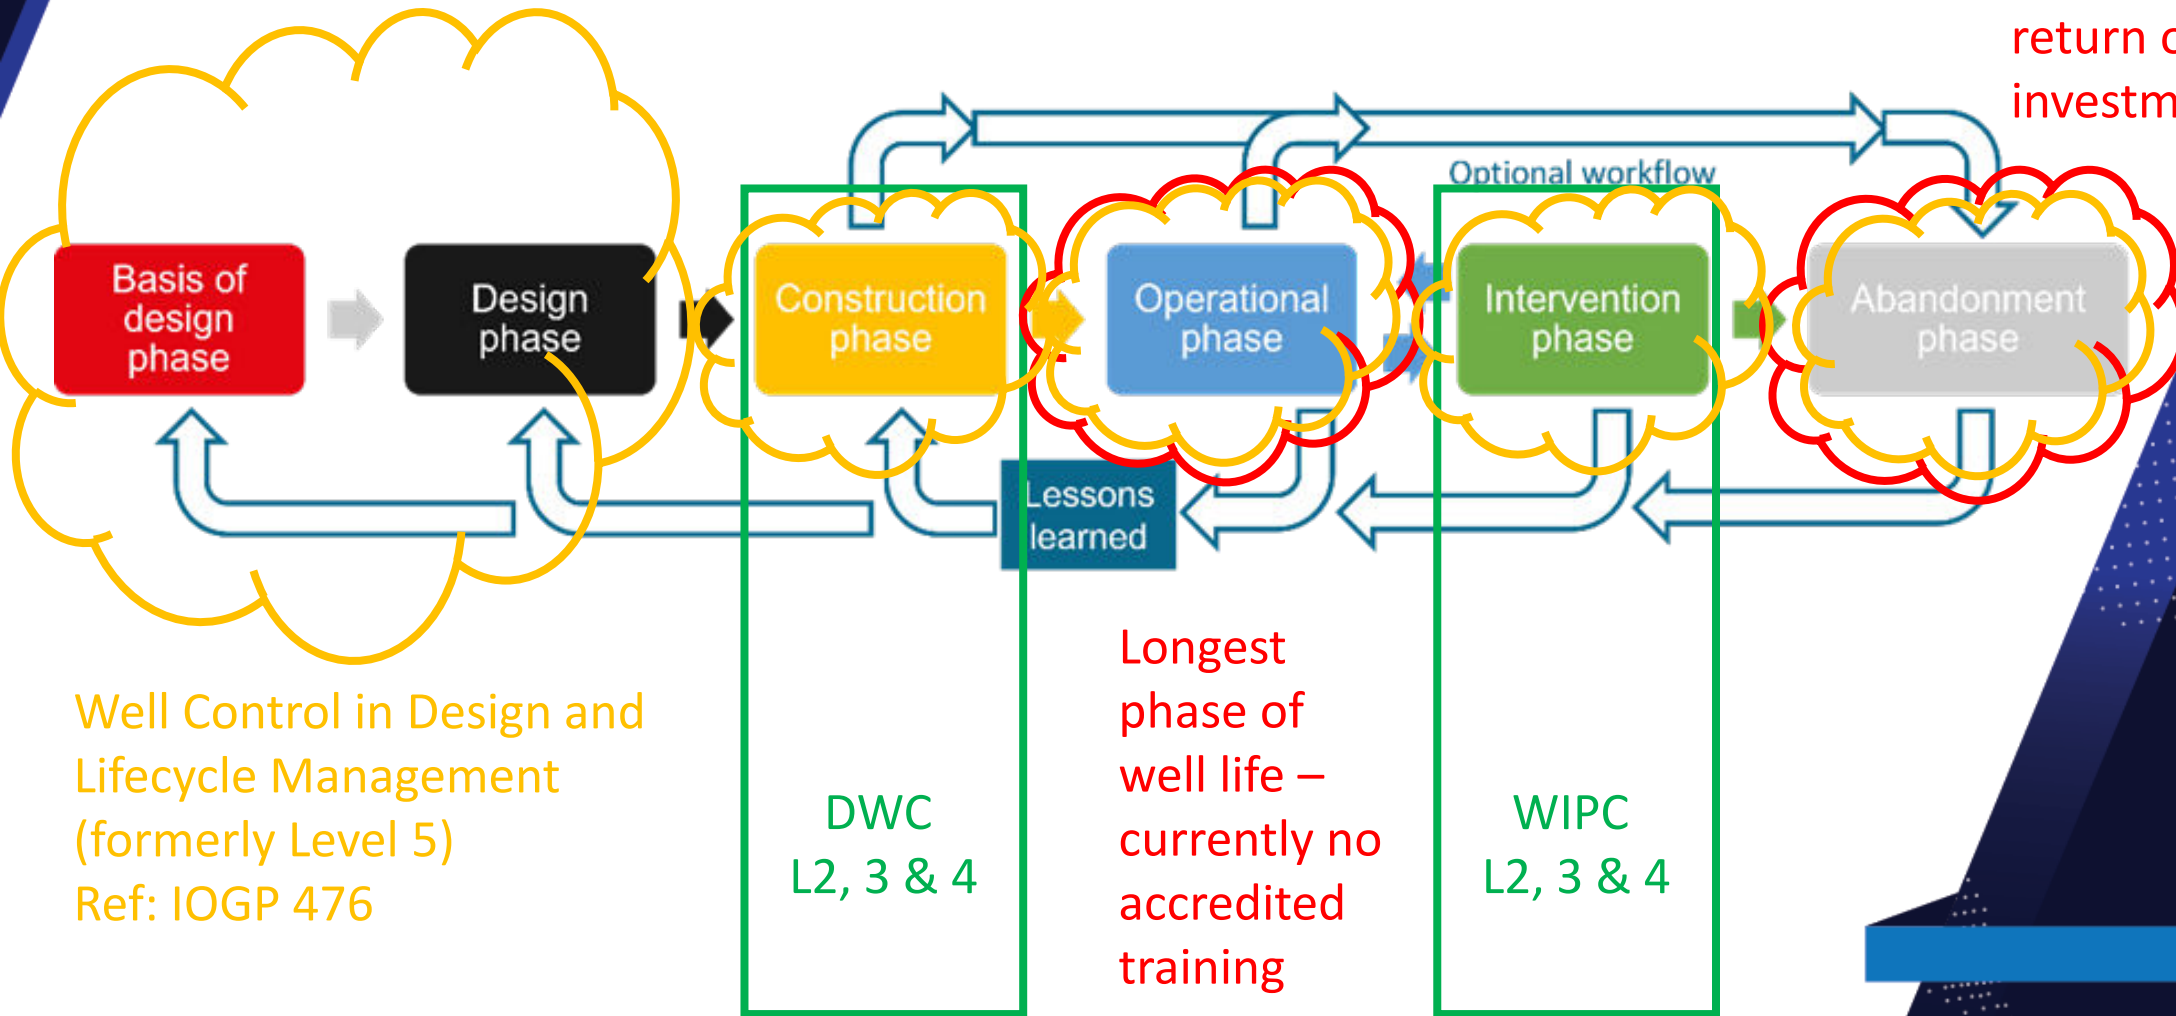 return
investm
Optional workflow
Basis of
design
phase
Design
phase
Construction
phase
Operational
phase
Intervention
phase
Abandonment
phase
Lessons
learned
Well Control in Design and
Lifecycle Management
(formerly Level 5)
Ref: IOGP 476
DWC
L2, 3 & 4
Longest
phase of
well life –
currently no
accredited
training
WIPC
L2, 3 & 4